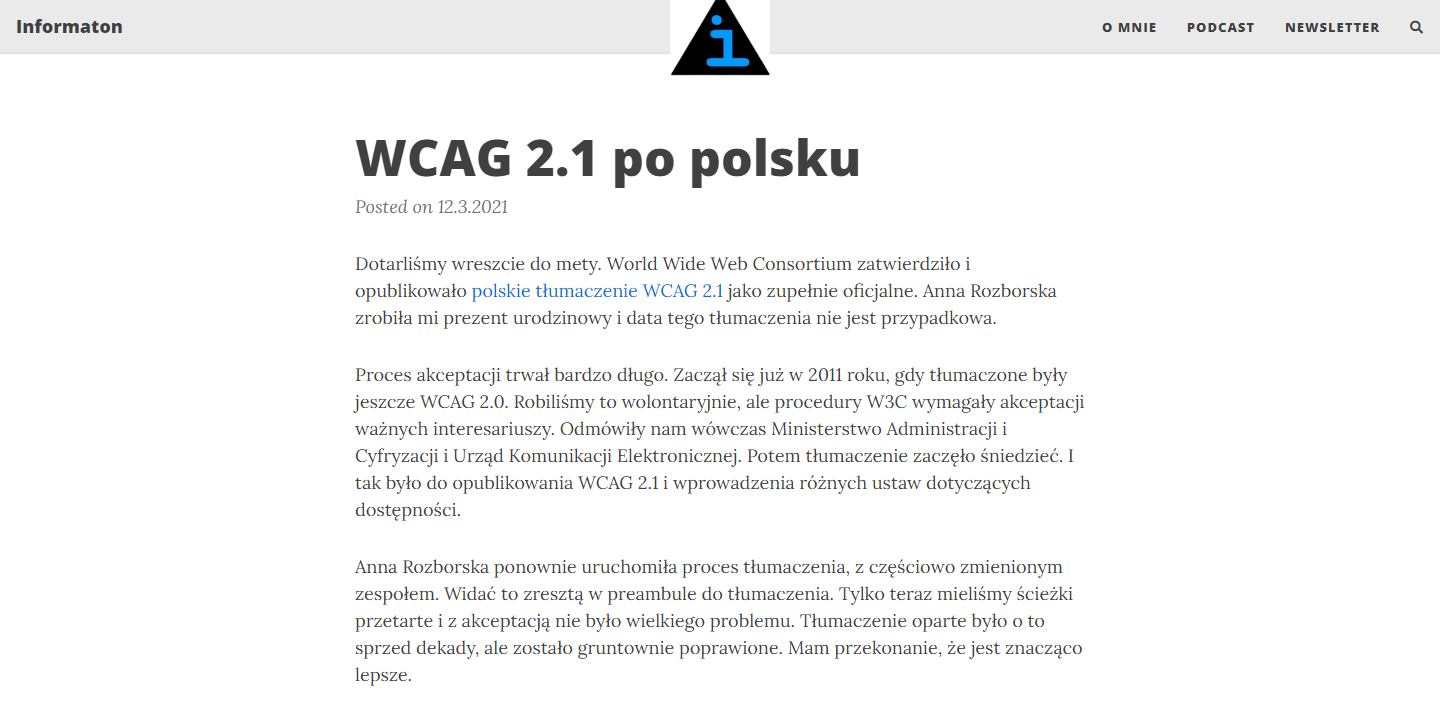 Informaton
i
O MNIE
PODCAST
NEWSLETTER
WCAG 2.1 po polsku
Posted on 12.3.2021
Dotarliśmy wreszcie do mety. World Wide Web Consortium zatwierdziło i
opublikowało polskie tłumaczenie WCAG 2.1 jako zupełnie oficjalne. Anna Rozborska
zrobiła mi prezent urodzinowy i data tego tłumaczenia nie jest przypadkowa.
Proces akceptacji trwał bardzo długo. Zaczął się już w 2011 roku, gdy tłumaczone były
jeszcze WCAG 2.0. Robiliśmy to wolontaryjnie, ale procedury W3C wymagały akceptacji
ważnych interesariuszy. Odmówiły nam wówczas Ministerstwo Administracji i
Cyfryzacji i Urząd Komunikacji Elektronicznej. Potem tłumaczenie zaczęło śniedzieć. I
tak było do opublikowania WCAG 2.1 i wprowadzenia różnych ustaw dotyczących
dostępności.
Anna Rozborska ponownie uruchomiła proces tłumaczenia, z częściowo zmienionym
zespołem. Widać to zresztą w preambule do tłumaczenia. Tylko teraz mieliśmy ścieżki
przetarte i z akceptacją nie było wielkiego problemu. Tłumaczenie oparte było o to
sprzed dekady, ale zostało gruntownie poprawione. Mam przekonanie, że jest znacząco
lepsze.